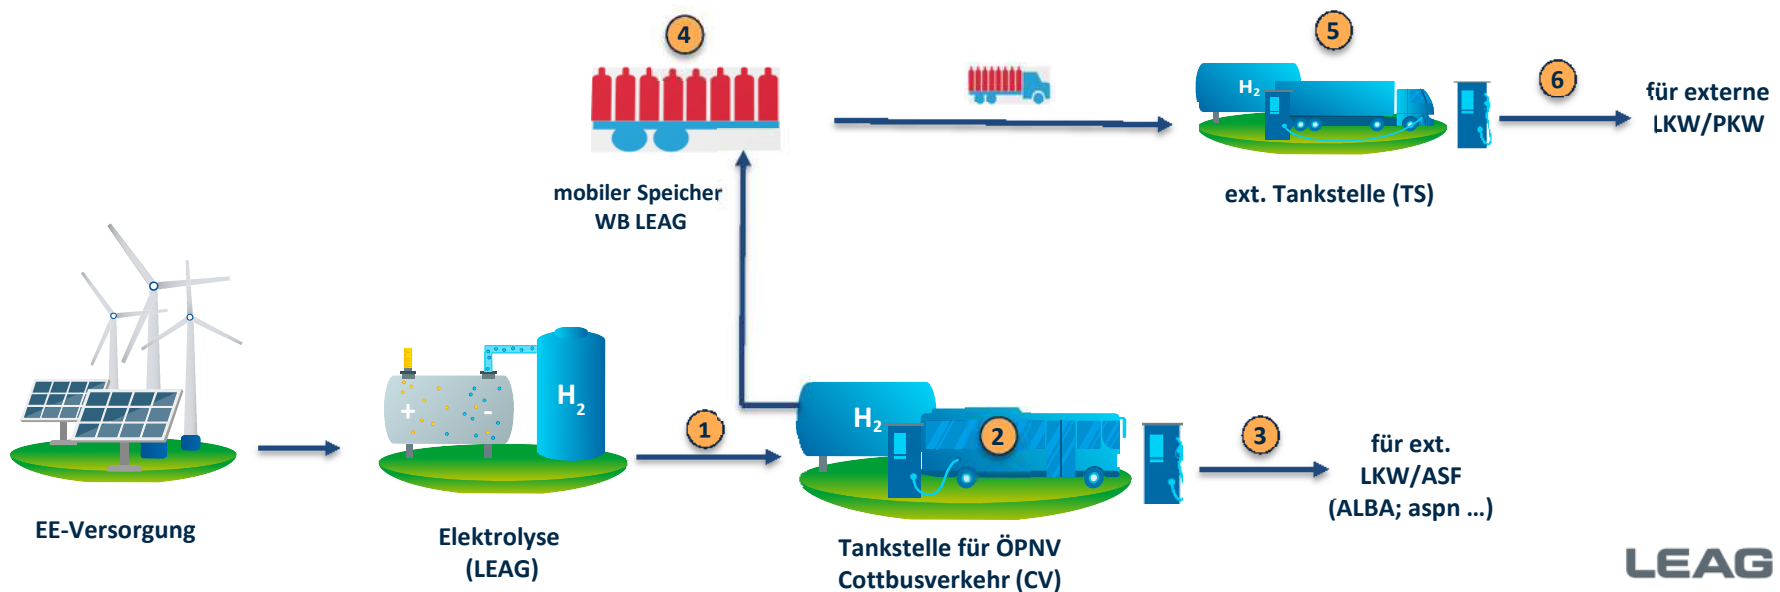 4
5
6
H2
für externe
LKW/PKW
mobiler Speicher
WB LEAG
ext. Tankstelle (TS)
+
-
H2
1
H2
2
3
für ext.
LKW/ASF
(ALBA; aspn ...)
EE-Versorgung
Elektrolyse
(LEAG)
Tankstelle für ÖPNV
Cottbusverkehr (CV)
LEAG